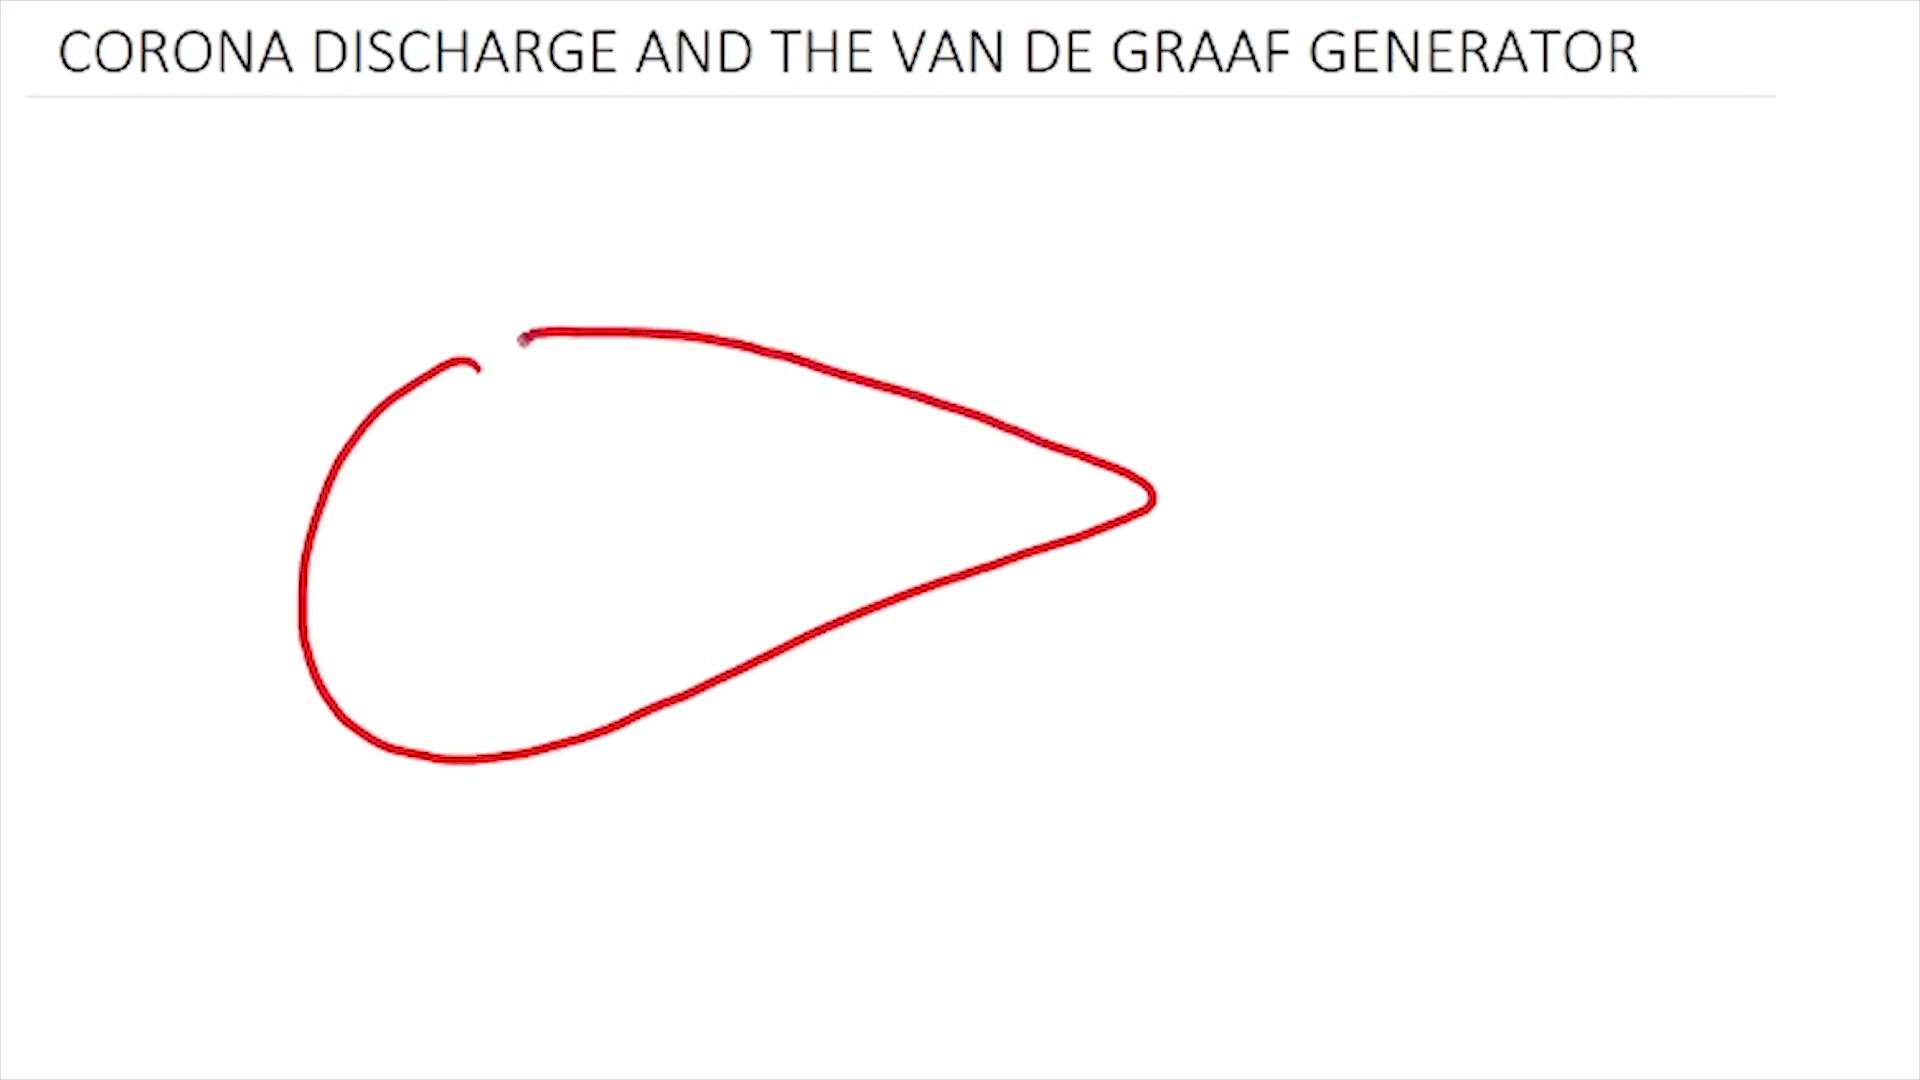 CORONA DISCHARGE AND THE VAN DE GRAAF GENERATOR